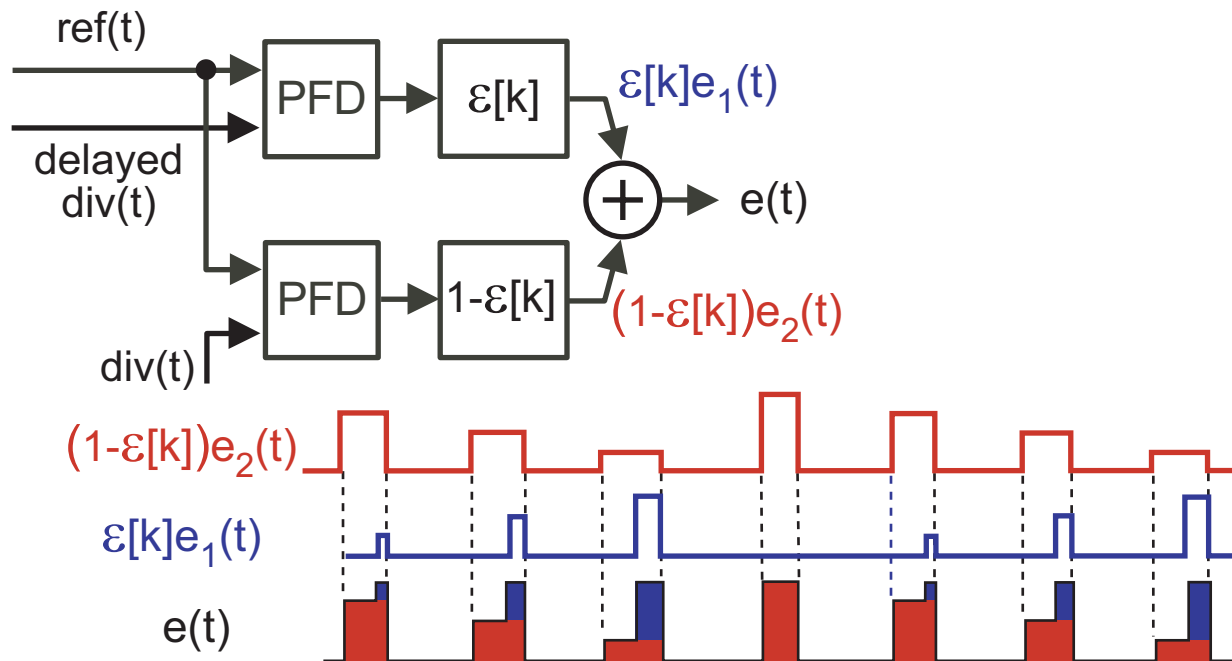 ref(t)
PFD
ε[k]
ε[k]e₁(t)
delayed
div(t)
+
e(t)
PFD
1-ε[k]
(1-ε[k])e₂(t)
div(t)
(1-ε[k])e₂(t)
ε[k]e₁(t)
e(t)